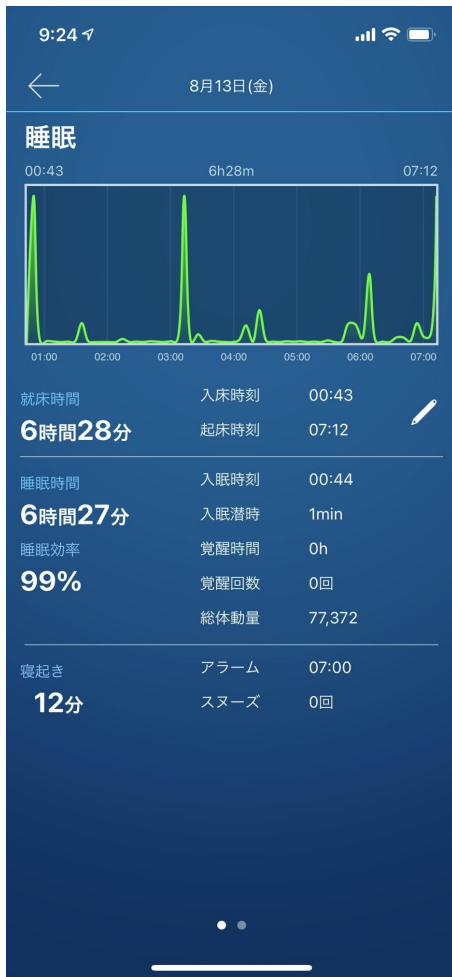 9:24
8月13日(金)
睡眠
00:43 6h28m 07:12
01:00 02:00 03:00 04:00 05:00 06:00 07:00
就床時間 入床時刻 00:43
6時間28分 起床時刻 07:12
睡眠時間 入眠時刻 00:44
6時間27分 入眠潜時 1min
睡眠効率 覚醒時間 0h
99% 覚醒回数 0回
総体動量 77,372
寝起き アラーム 07:00
12分 スヌーズ 0回